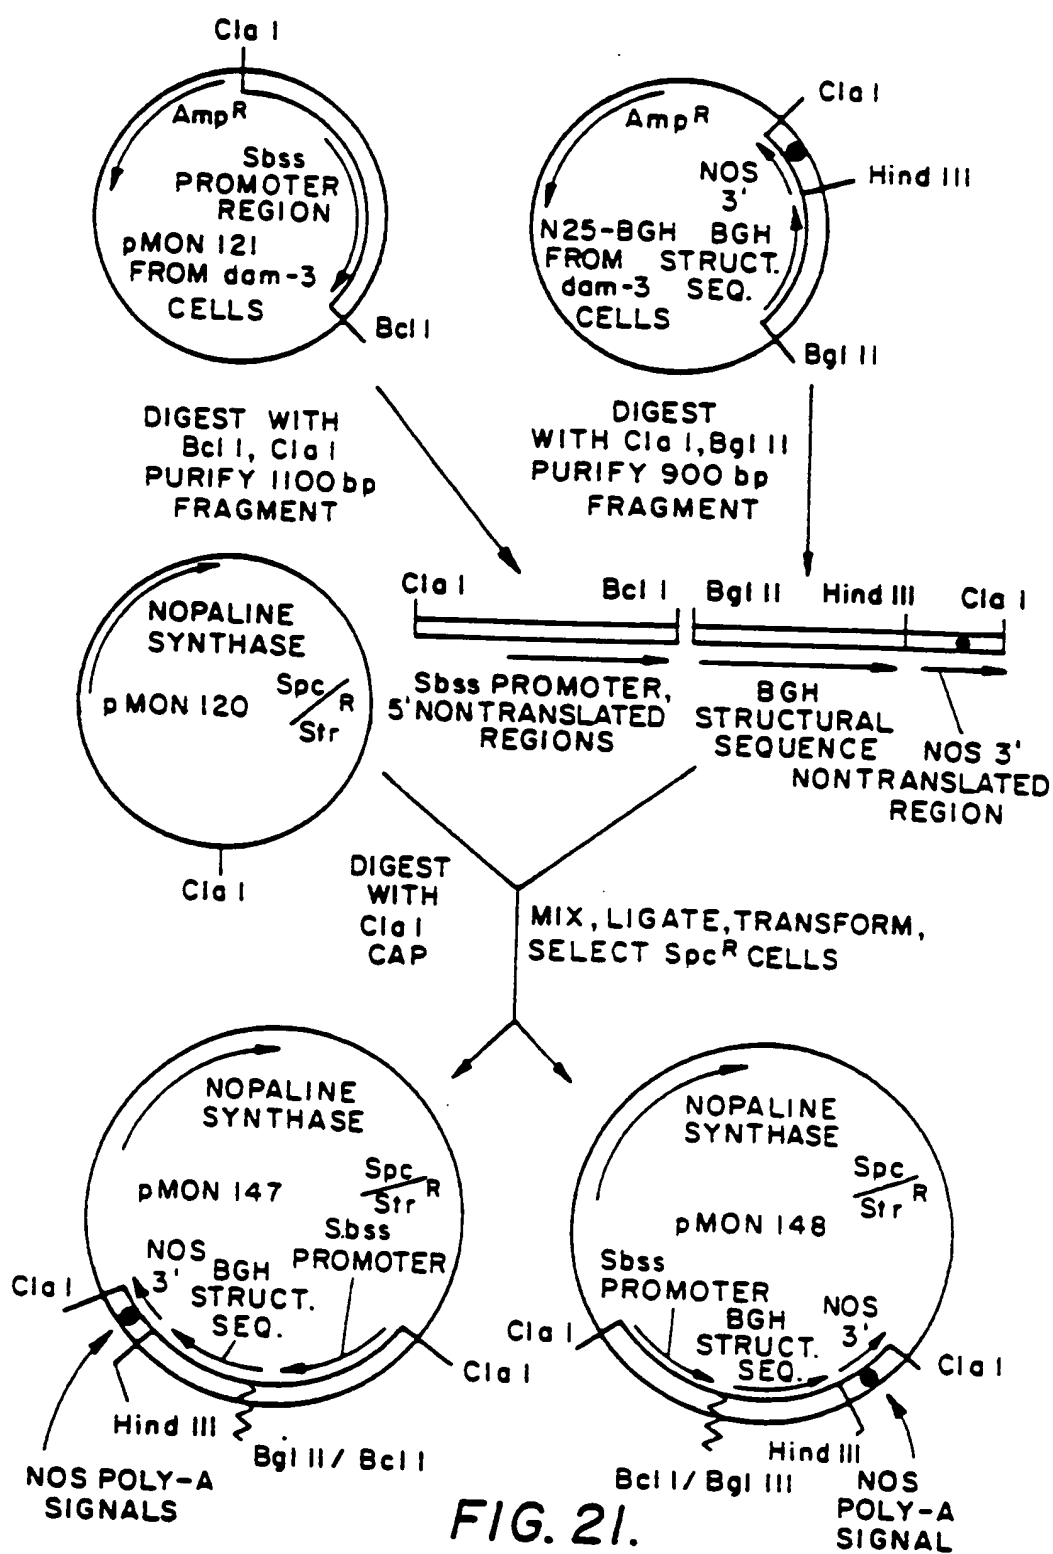 Cla I
Amp R
Sbss
PROMOTER
REGION
pMON 121
FROM dam-3
CELLS
Bcl I
Cla I
Amp R
Hind III
NOS
3'
N25-BGH
FROM
dam-3
CELLS
BGH
STRUCT.
SEQ.
Bgl II
DIGEST WITH
Bcl I, Cla I
PURIFY 1100 bp
FRAGMENT
DIGEST
WITH Cla I, Bgl II
PURIFY 900 bp
FRAGMENT
NOPALINE
SYNTHASE
pMON 120
Spc/Str R
Cla I
Cla I
Bcl I
Bgl II
Hind III
Cla I
Sbss PROMOTER,
5' NONTRANSLATED
REGIONS
BGH
STRUCTURAL
SEQUENCE
NOS 3'
NONTRANSLATED
REGION
DIGEST
WITH
Cla I
CAP
MIX, LIGATE, TRANSFORM,
SELECT Spc R CELLS
NOPALINE
SYNTHASE
pMON 147
Spc/Str R
S.bss
PROMOTER
NOS
3'
BGH
STRUCT.
SEQ.
Cla I
Cla I
Hind III
Bgl II / Bcl I
NOS POLY-A
SIGNALS
NOPALINE
SYNTHASE
Spc/Str R
pMON 148
Sbss
PROMOTER
BGH
STRUCT.
SEQ.
NOS
3'
Cla I
Cla I
Hind III
Bcl I / Bgl III
NOS
POLY-A
SIGNAL
FIG. 21.